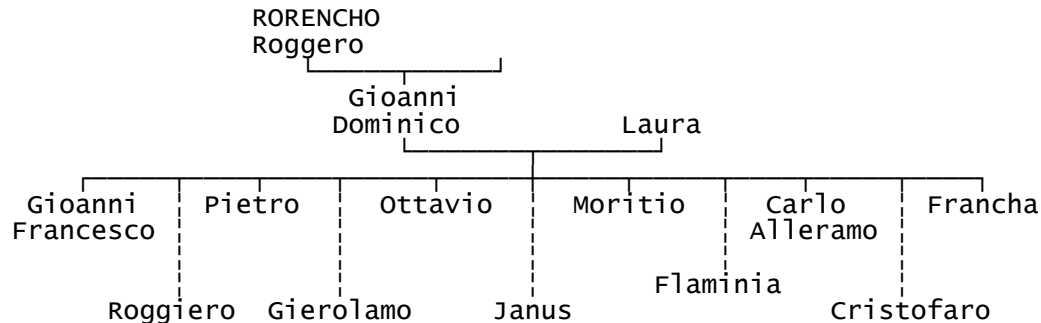 RORENCHO
Roggero
Gioanni
Dominico Laura
Gioanni Pietro Ottavio Moritio Carlo Francha
Francesco Alleramo
Flaminia
Roggiero Gierolamo Janus Cristofaro